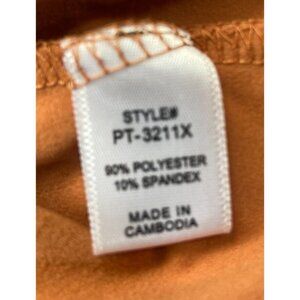 STYLE#
PT-3211X
90% POLYESTER
10% SPANDEX
MADE IN
CAMBODIA